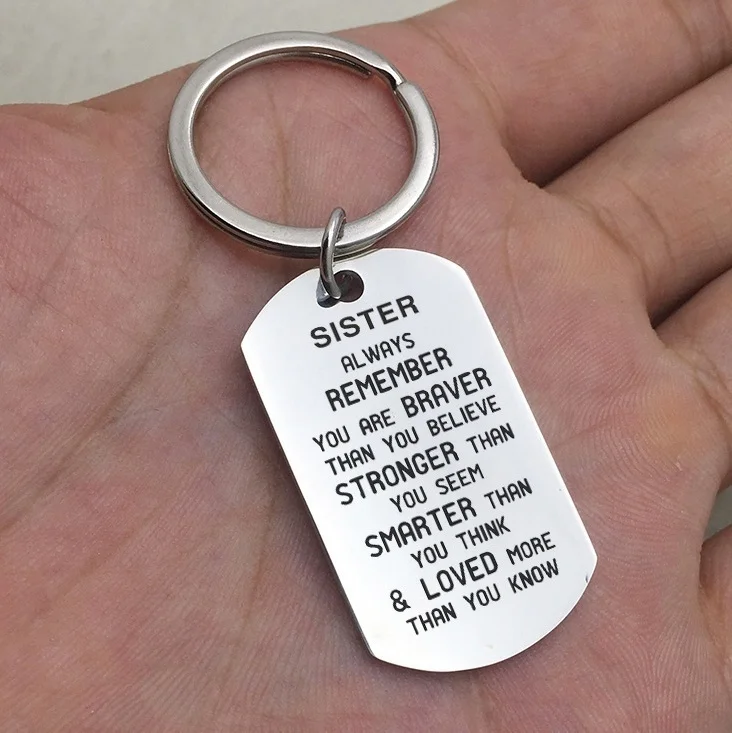 SISTER
ALWAYS
REMEMBER
YOU ARE BRAVER
THAN YOU BELIEVE
STRONGER THAN
YOU SEEM
SMARTER THAN
YOU THINK
& LOVED MORE
THAN YOU KNOW